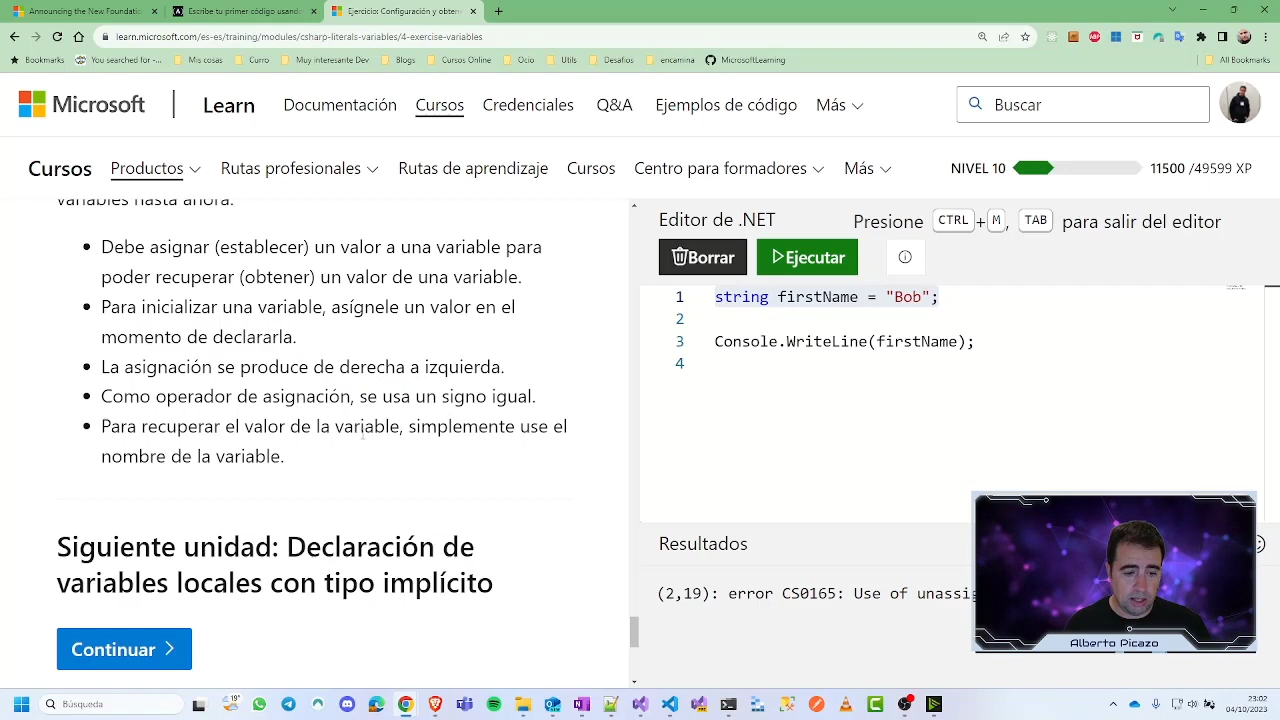 Announcing the New Foundatio
Escribe tu primer código usando
Ejercicio: Configuración y obten
learn.microsoft.com/es-es/training/modules/csharp-literals-variables/4-exercise-variables
Bookmarks
You searched for -...
Mis cosas
Curro
Muy interesante Dev
Blogs
Cursos Online
Ocio
Utils
Desafios
encamina
MicrosoftLearning
All Bookmarks
Microsoft
Learn
Documentación
Cursos
Credenciales
Q&A
Ejemplos de código
Más
Buscar
Cursos
Productos
Rutas profesionales
Rutas de aprendizaje
Cursos
Centro para formadores
Más
NIVEL 10
11500 /49599 XP
variables hasta ahora.
Debe asignar (establecer) un valor a una variable para
poder recuperar (obtener) un valor de una variable.
Para inicializar una variable, asígnele un valor en el
momento de declararla.
La asignación se produce de derecha a izquierda.
Como operador de asignación, se usa un signo igual.
Para recuperar el valor de la variable, simplemente use el
nombre de la variable.
Siguiente unidad: Declaración de
variables locales con tipo implícito
Continuar
Editor de .NET
Presione CTRL + M, TAB para salir del editor
Borrar
Ejecutar
1 string firstName = "Bob";
2
3 Console.WriteLine(firstName);
4
Resultados
(2,19): error CS0165: Use of unassig
Alberto Picazo
19°
Búsqueda
23:02
04/10/2023